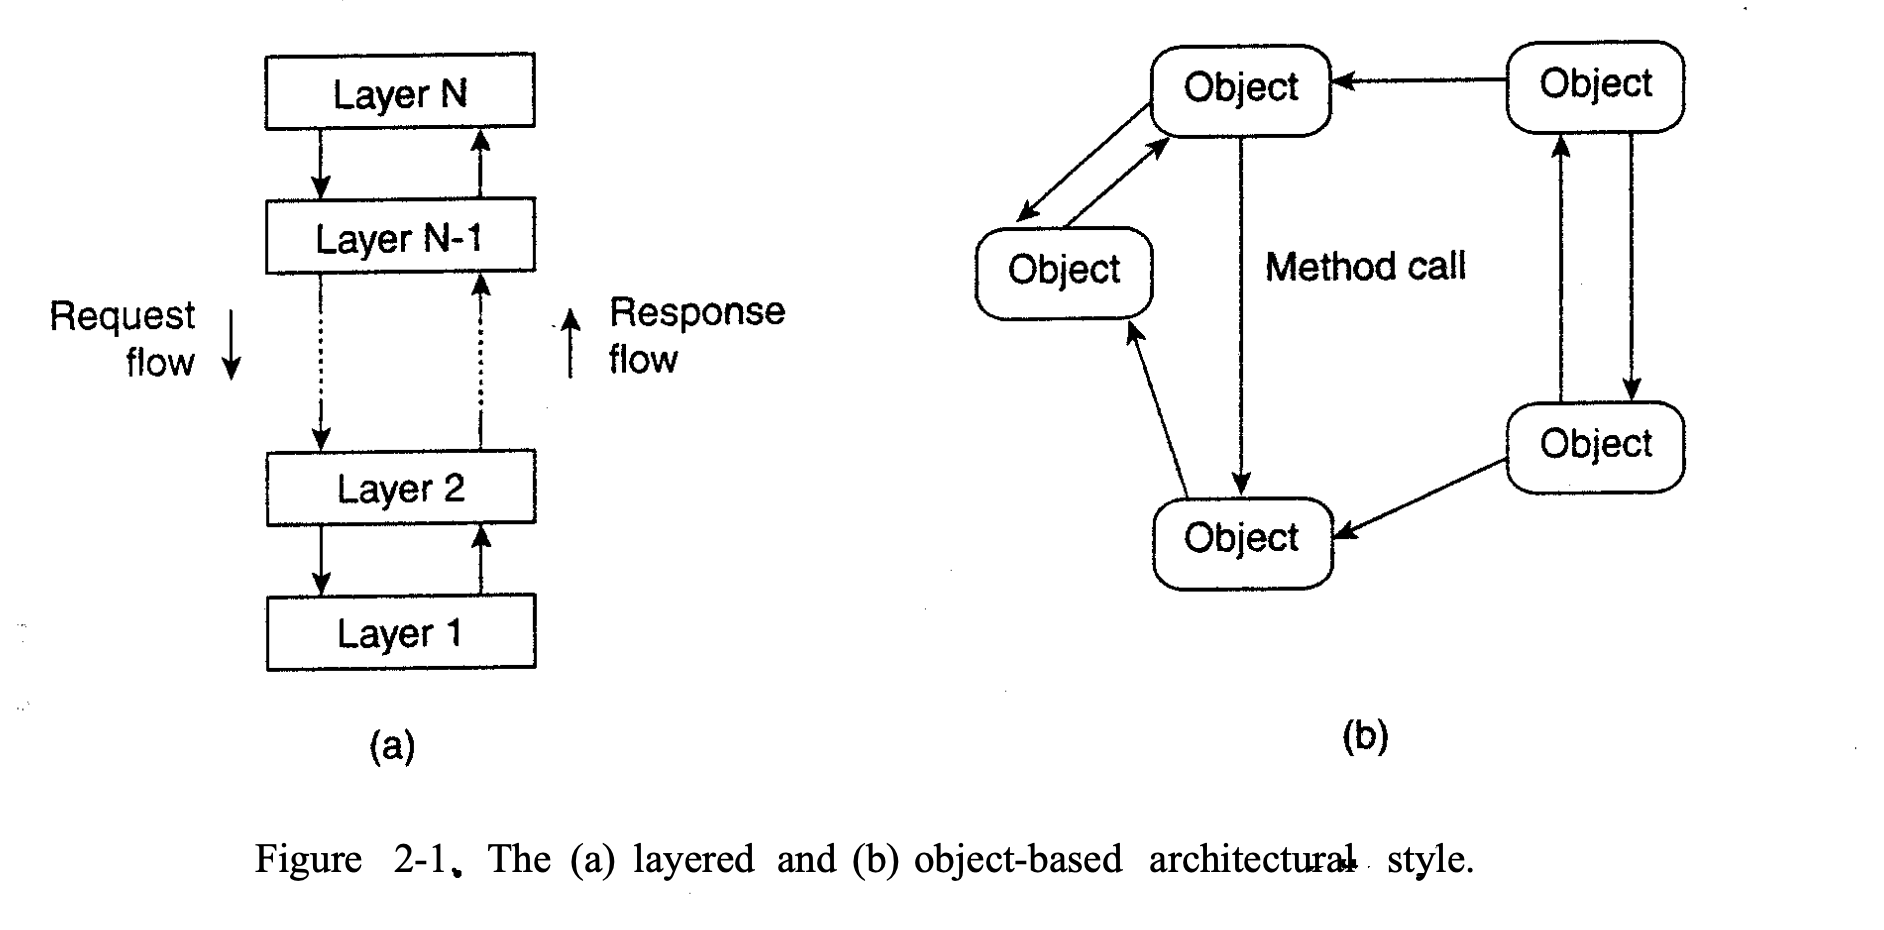 Layer N
Layer N-1
Request
flow
Response
flow
Layer 2
Layer 1
(a)
Object
Object
Object
Method call
Object
Object
(b)
Figure 2-1. The (a) layered and (b) object-based architectural style.